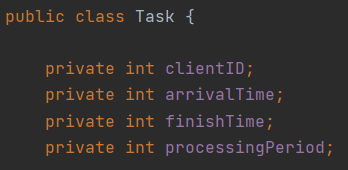 public class Task {
private int clientID;
private int arrivalTime;
private int finishTime;
private int processingPeriod;